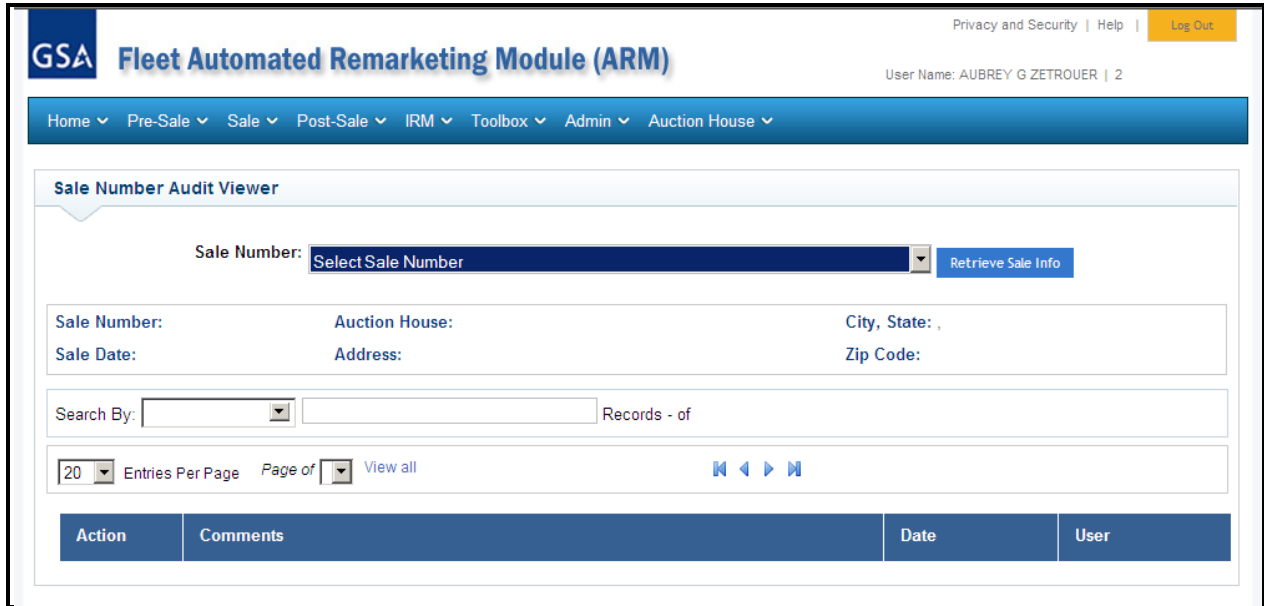 Privacy and Security | Help | Log Out
GSA Fleet Automated Remarketing Module (ARM)
User Name: AUBREY G ZETROUER | 2
Home Pre-Sale Sale Post-Sale IRM Toolbox Admin Auction House
Sale Number Audit Viewer
Sale Number: Select Sale Number Retrieve Sale Info
Sale Number: Auction House: City, State: ,
Sale Date: Address: Zip Code:
Search By: Records - of
20 Entries Per Page Page of View all
Action Comments Date User